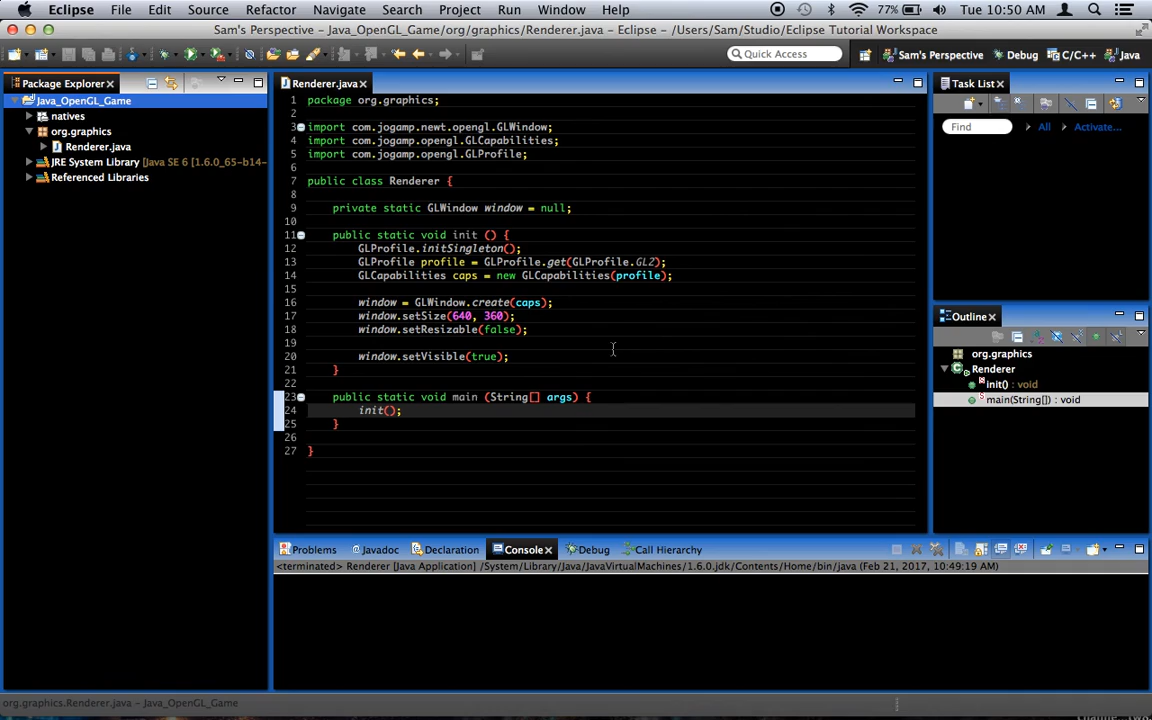 Eclipse File Edit Source Refactor Navigate Search Project Run Window Help 77% Tue 10:50 AM
Sam's Perspective - Java_OpenGL_Game/org/graphics/Renderer.java - Eclipse - /Users/Sam/Studio/Eclipse Tutorial Workspace
Quick Access Sam's Perspective Debug C/C++ Java
Package Explorer
Java_OpenGL_Game
natives
org.graphics
Renderer.java
JRE System Library [Java SE 6 [1.6.0_65-b14-
Referenced Libraries
Renderer.java
1 package org.graphics;
2
3 import com.jogamp.newt.opengl.GLWindow;
4 import com.jogamp.opengl.GLCapabilities;
5 import com.jogamp.opengl.GLProfile;
6
7 public class Renderer {
8
9 private static GLWindow window = null;
10
11 public static void init () {
12 GLProfile.initSingleton();
13 GLProfile profile = GLProfile.get(GLProfile.GL2);
14 GLCapabilities caps = new GLCapabilities(profile);
15
16 window = GLWindow.create(caps);
17 window.setSize(640, 360);
18 window.setResizable(false);
19
20 window.setVisible(true);
21 }
22
23 public static void main (String[] args) {
24 init();
25 }
26
27 }
Task List
Find All Activate...
Outline
org.graphics
Renderer
init() : void
main(String[]) : void
Problems Javadoc Declaration Console Debug Call Hierarchy
<terminated> Renderer [Java Application] /System/Library/Java/JavaVirtualMachines/1.6.0.jdk/Contents/Home/bin/java (Feb 21, 2017, 10:49:19 AM)
org.graphics.Renderer.java - Java_OpenGL_Game